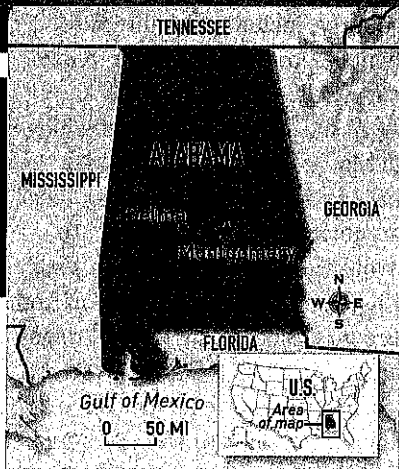 TENNESSEE
ALABAMA
MISSISSIPPI
Selma
GEORGIA
Montgomery
N
W E
S
FLORIDA
Gulf of Mexico
0 50 MI
U.S.
Area
of map